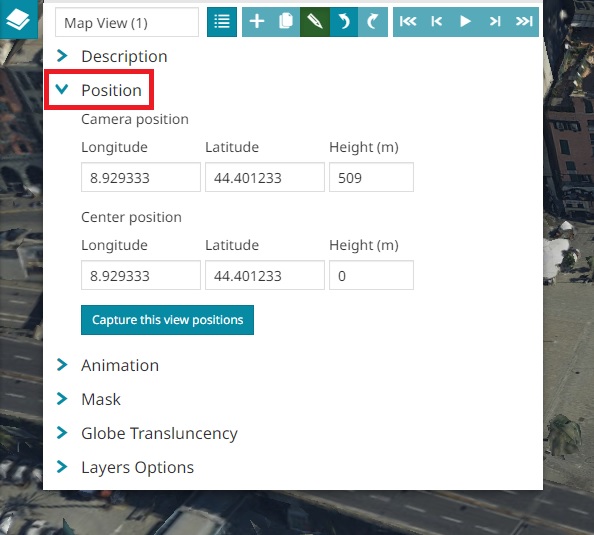 Map View (1)
Description
Position
Camera position
Longitude Latitude Height (m)
8.929333 44.401233 509
Center position
Longitude Latitude Height (m)
8.929333 44.401233 0
Capture this view positions
Animation
Mask
Globe Transluncency
Layers Options